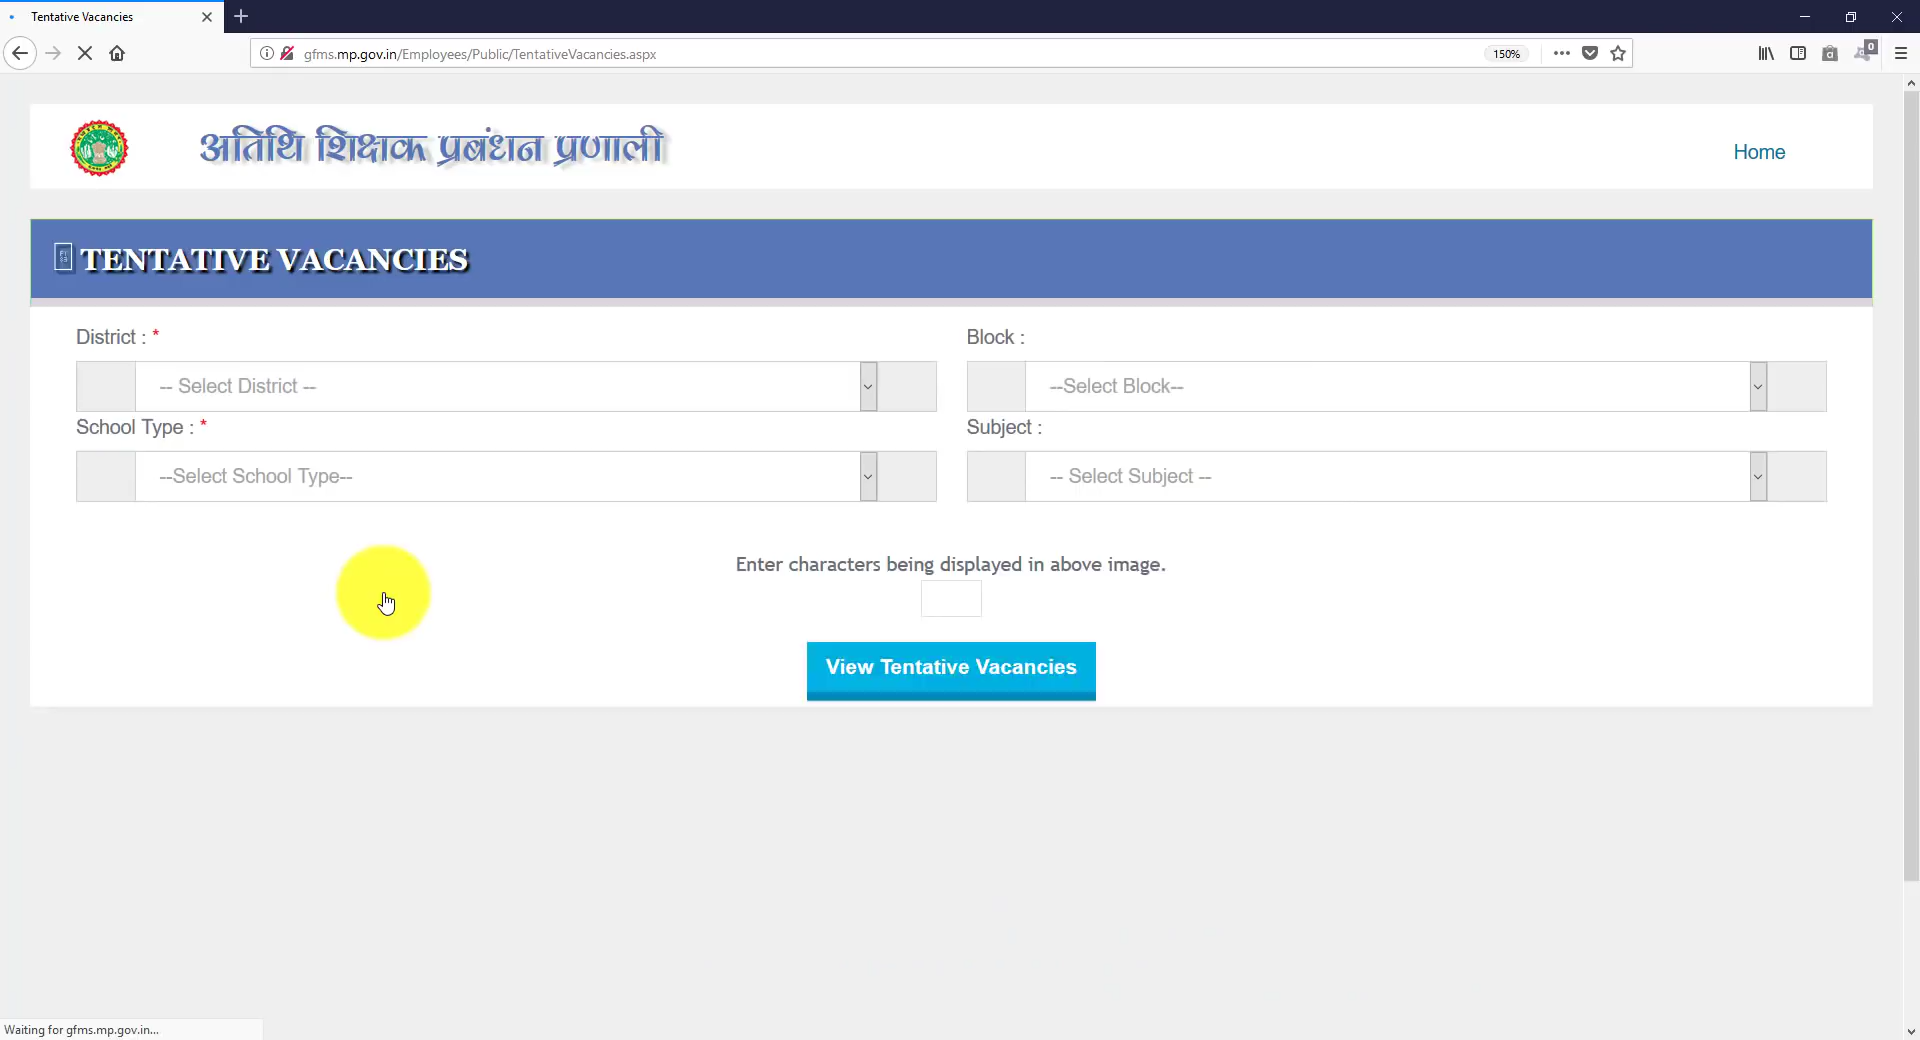 Tentative Vacancies
gfms.mp.gov.in/Employees/Public/TentativeVacancies.aspx
150%
0
अतिथि शिक्षक प्रबंधन प्रणाली
Home
TENTATIVE VACANCIES
District : *
Block :
-- Select District --
--Select Block--
School Type : *
Subject :
--Select School Type--
-- Select Subject --
Enter characters being displayed in above image.
View Tentative Vacancies
Waiting for gfms.mp.gov.in...